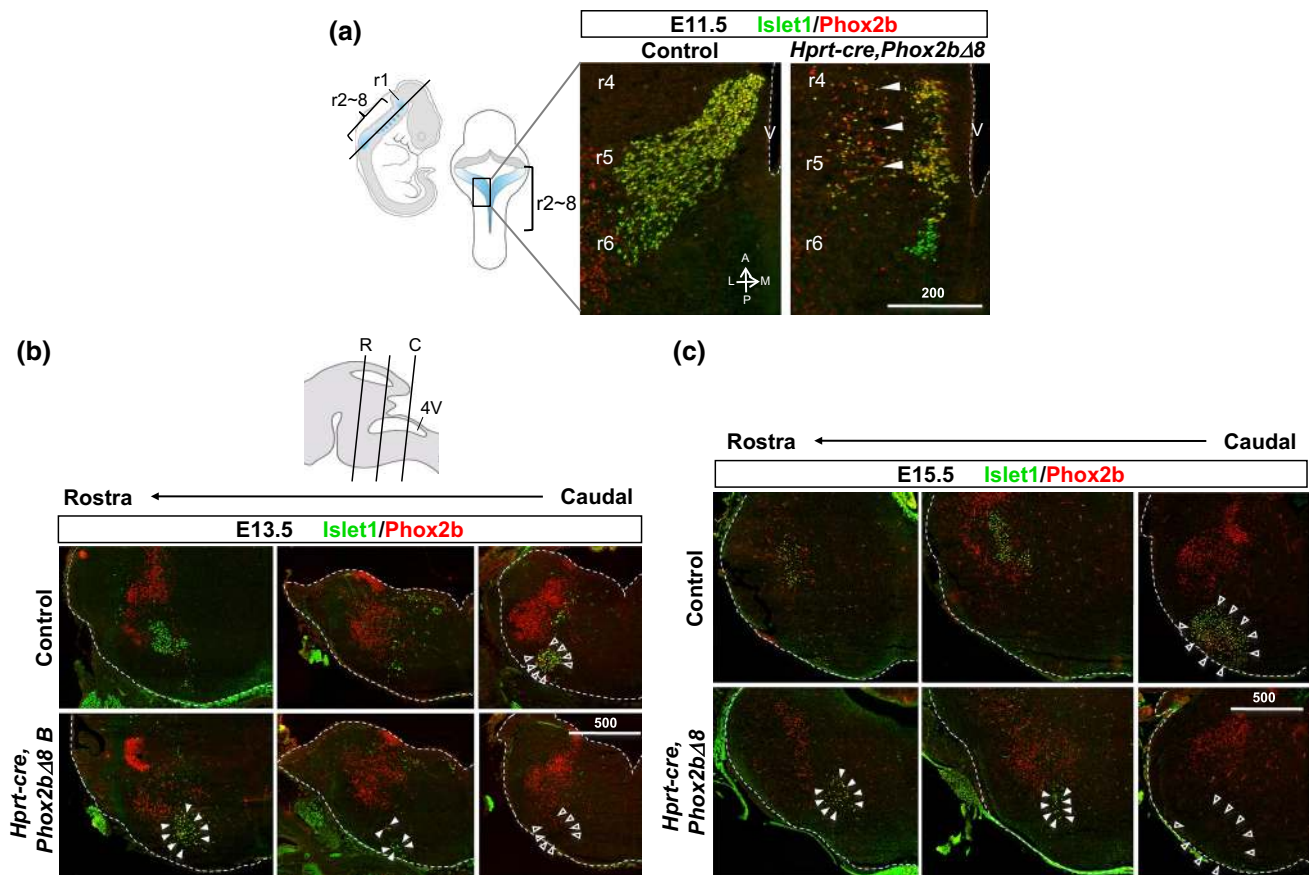 (a)
E11.5 Islet1/Phox2b
Control
Hprt-cre,Phox2bΔ8
r1
r2~8
r2~8
r4
r5
r6
V
A
L M
P
r4
r5
r6
V
200
(b)
R C
4V
Rostra Caudal
E13.5 Islet1/Phox2b
Control
Hprt-cre,
Phox2bΔ8 B
500
(c)
Rostra Caudal
E15.5 Islet1/Phox2b
Control
Hprt-cre,
Phox2bΔ8
500